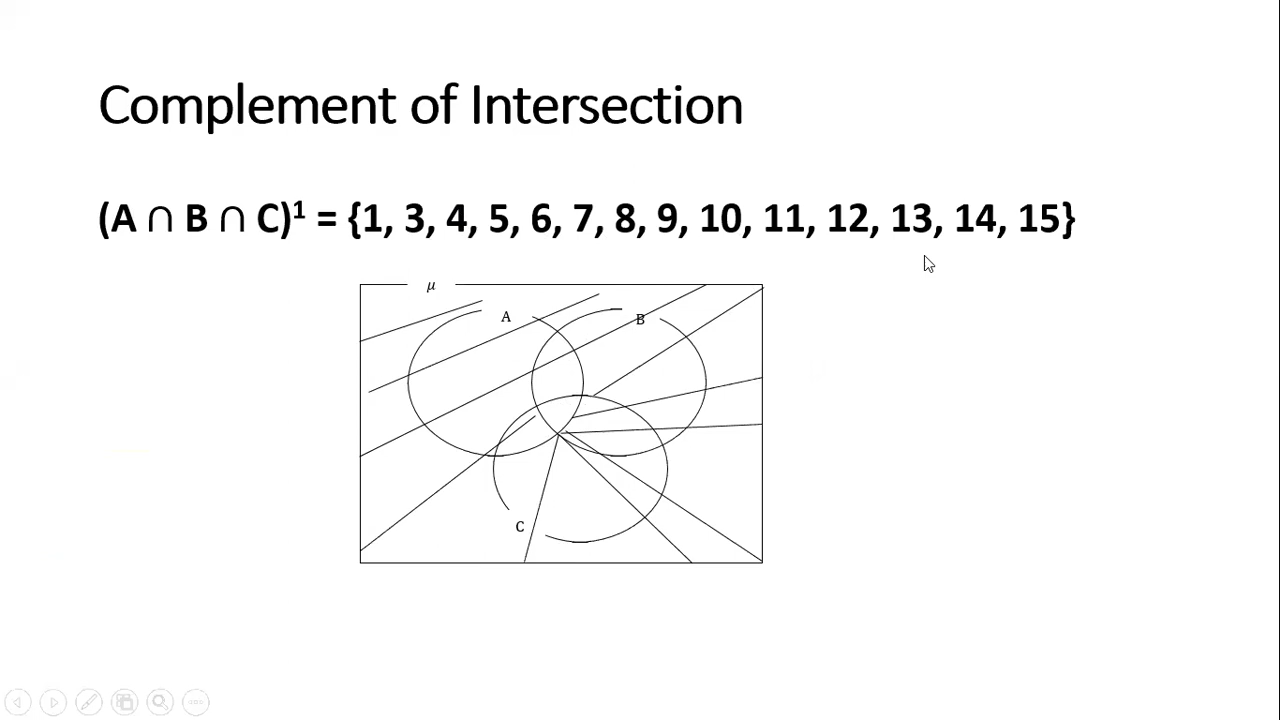 Complement of Intersection
(A ∩ B ∩ C)¹ = {1, 3, 4, 5, 6, 7, 8, 9, 10, 11, 12, 13, 14, 15}
μ
A
B
C